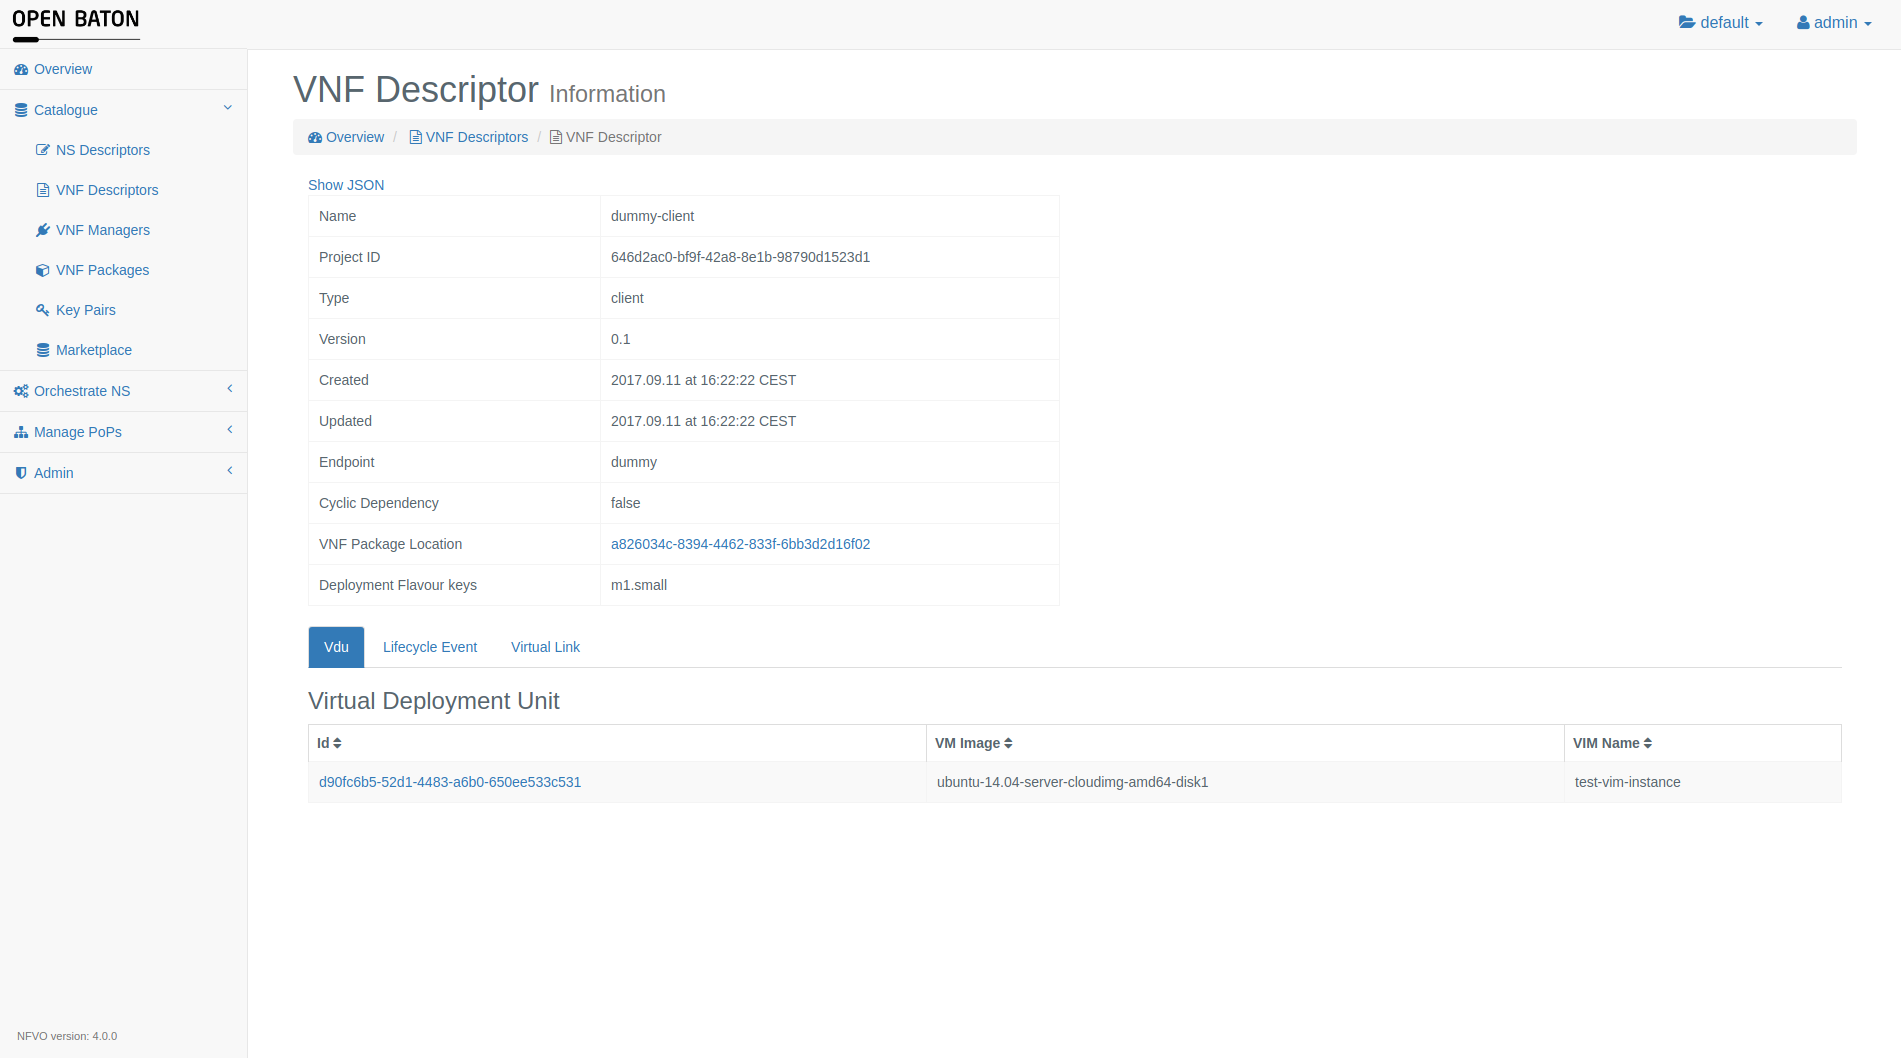 OPEN BATON
default
admin
Overview
Catalogue
NS Descriptors
VNF Descriptors
VNF Managers
VNF Packages
Key Pairs
Marketplace
Orchestrate NS
Manage PoPs
Admin
NFVO version: 4.0.0
VNF Descriptor Information
Overview / VNF Descriptors / VNF Descriptor
Show JSON
Name dummy-client
Project ID 646d2ac0-bf9f-42a8-8e1b-98790d1523d1
Type client
Version 0.1
Created 2017.09.11 at 16:22:22 CEST
Updated 2017.09.11 at 16:22:22 CEST
Endpoint dummy
Cyclic Dependency false
VNF Package Location a826034c-8394-4462-833f-6bb3d2d16f02
Deployment Flavour keys m1.small
Vdu Lifecycle Event Virtual Link
Virtual Deployment Unit
Id VM Image VIM Name
d90fc6b5-52d1-4483-a6b0-650ee533c531 ubuntu-14.04-server-cloudimg-amd64-disk1 test-vim-instance